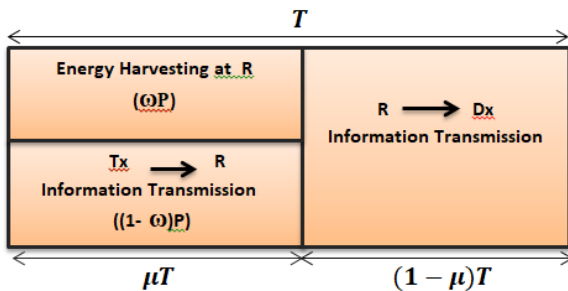 T
Energy Harvesting at R
(ωP)
Tx → R
Information Transmission
((1- ω)P)
R → Dx
Information Transmission
μT
(1 − μ)T